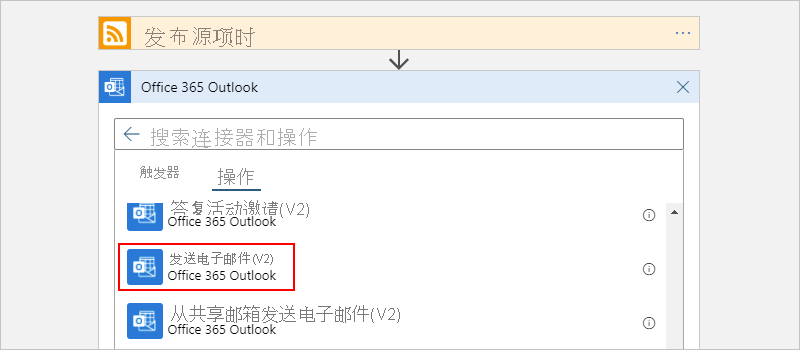 发布源项时
Office 365 Outlook
搜索连接器和操作
触发器
操作
答复活动邀请(V2)
Office 365 Outlook
发送电子邮件(V2)
Office 365 Outlook
从共享邮箱发送电子邮件(V2)
Office 365 Outlook